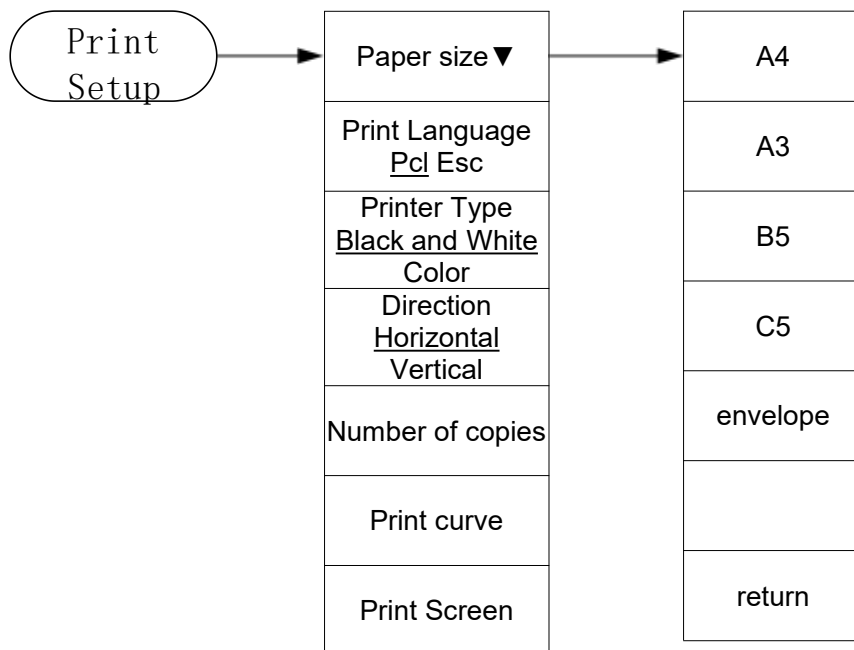 Print
Setup
Paper size▼
Print Language
Pcl Esc
Printer Type
Black and White
Color
Direction
Horizontal
Vertical
Number of copies
Print curve
Print Screen
A4
A3
B5
C5
envelope
return